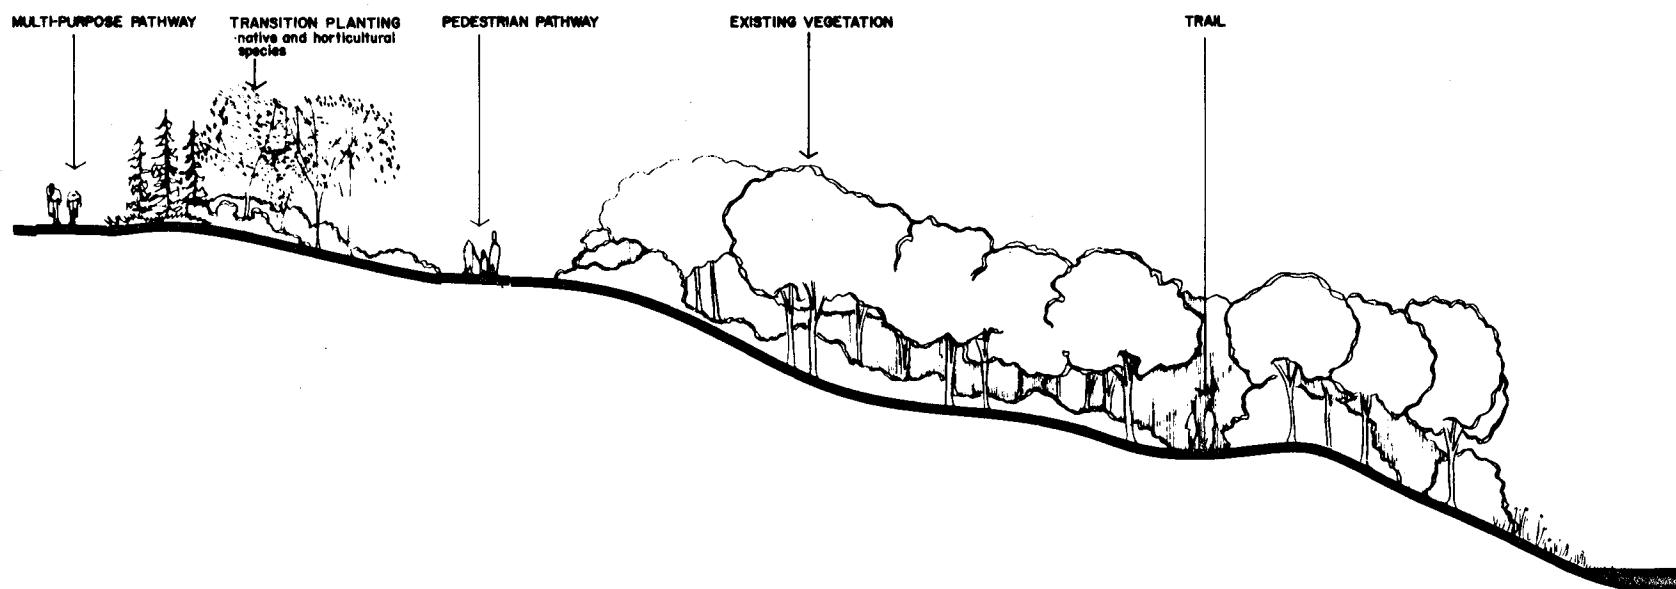 MULTI-PURPOSE PATHWAY
TRANSITION PLANTING
native and horticultural
species
PEDESTRIAN PATHWAY
EXISTING VEGETATION
TRAIL